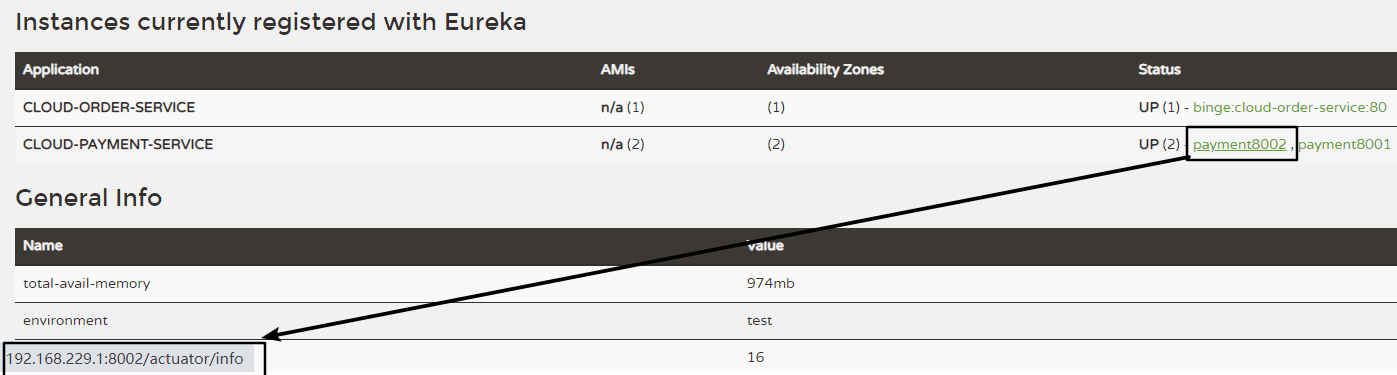 Instances currently registered with Eureka
Application AMIs Availability Zones Status
CLOUD-ORDER-SERVICE n/a (1) (1) UP (1) - binge:cloud-order-service:80
CLOUD-PAYMENT-SERVICE n/a (2) (2) UP (2) - payment8002 , payment8001
General Info
Name Value
total-avail-memory 974mb
environment test
192.168.229.1:8002/actuator/info 16